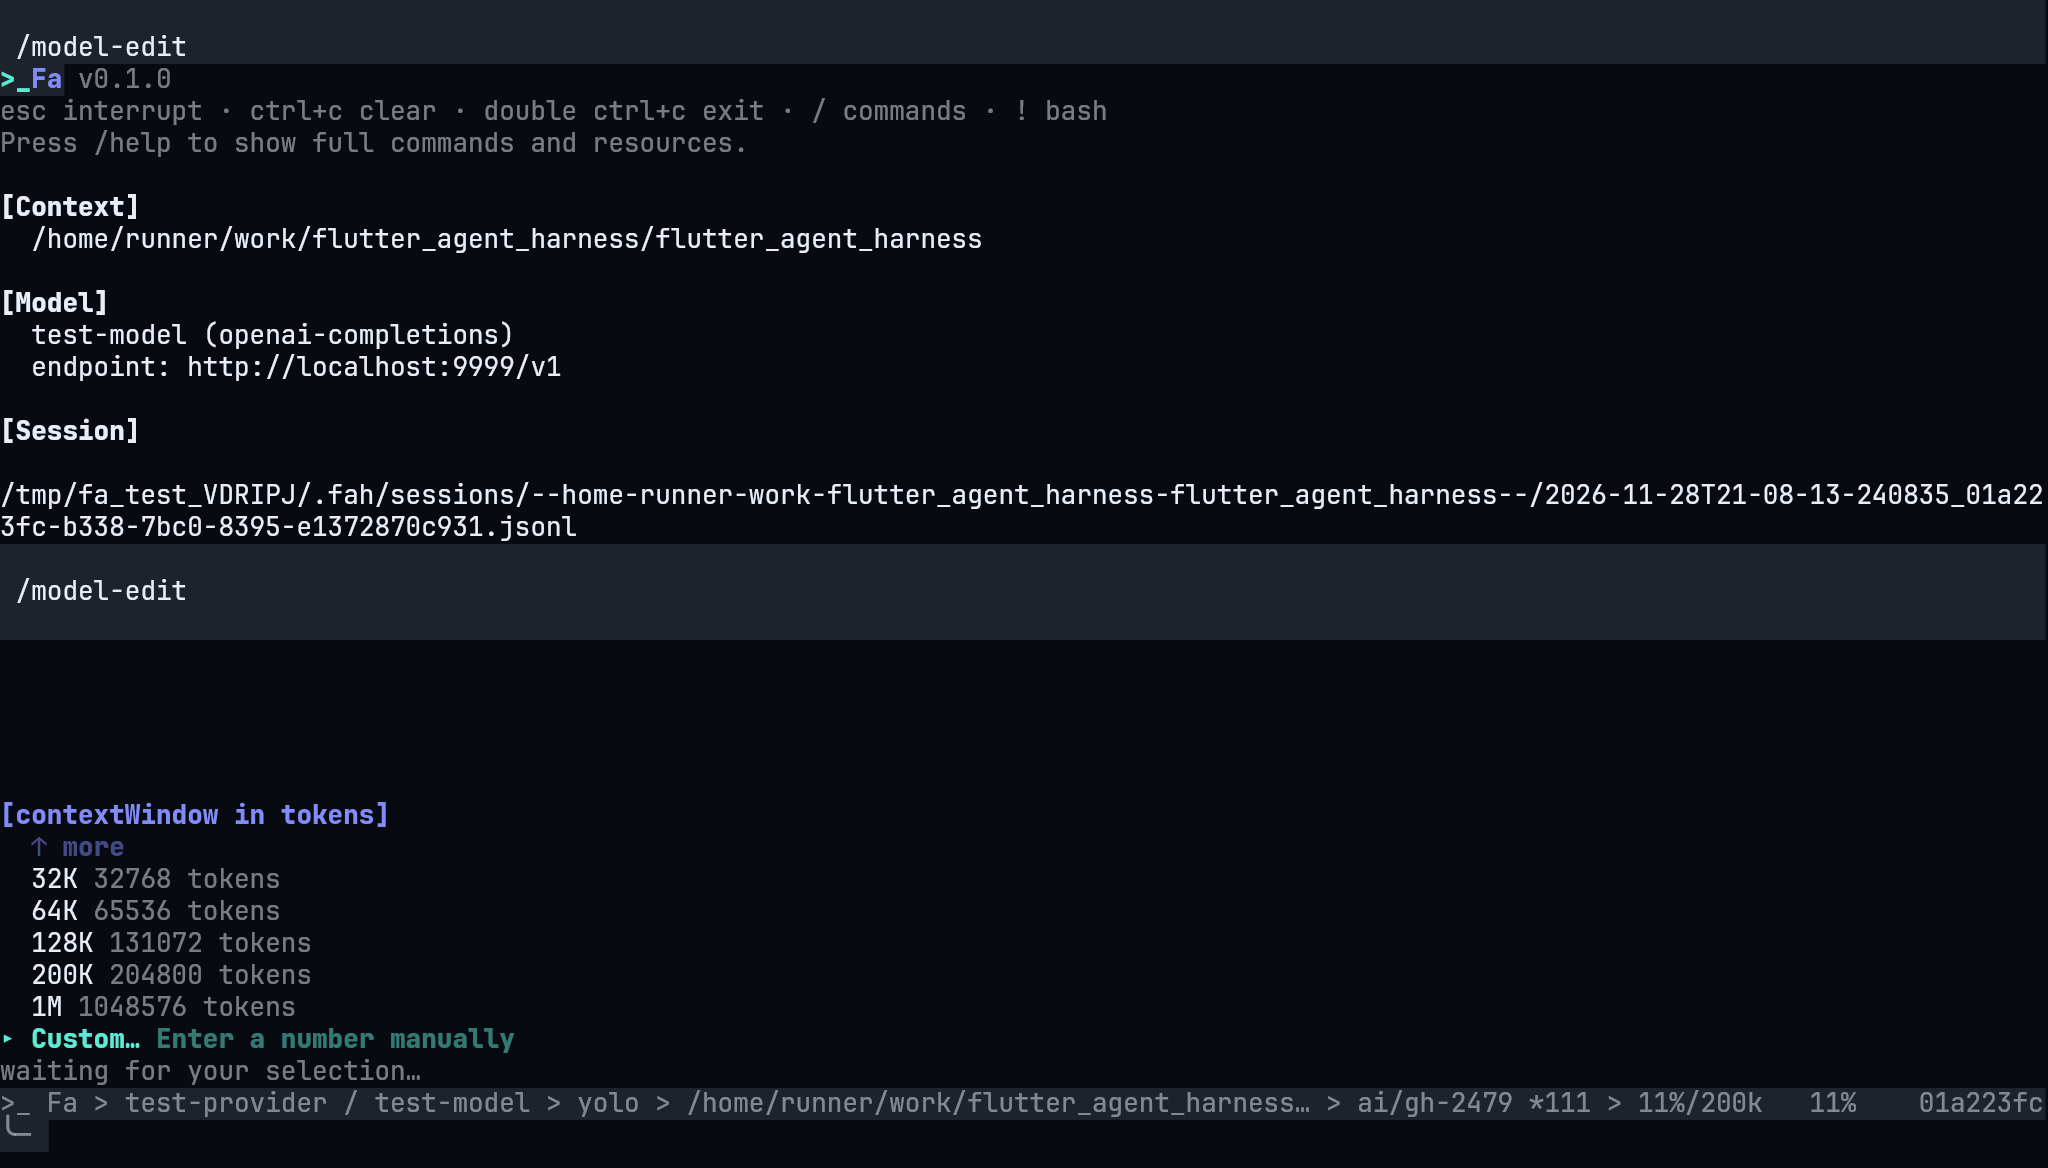 /model-edit
>_Fa v0.1.0
esc interrupt · ctrl+c clear · double ctrl+c exit · / commands · ! bash
Press /help to show full commands and resources.
[Context]
/home/runner/work/flutter_agent_harness/flutter_agent_harness
[Model]
test-model (openai-completions)
endpoint: http://localhost:9999/v1
[Session]
/tmp/fa_test_VDRIPJ/.fah/sessions/--home-runner-work-flutter_agent_harness-flutter_agent_harness--/2026-11-28T21-08-13-240835_01a22
3fc-b338-7bc0-8395-e1372870c931.jsonl
/model-edit
[contextWindow in tokens]
↑ more
32K 32768 tokens
64K 65536 tokens
128K 131072 tokens
200K 204800 tokens
1M 1048576 tokens
▸ Custom… Enter a number manually
waiting for your selection…
>_ Fa > test-provider / test-model > yolo > /home/runner/work/flutter_agent_harness… > ai/gh-2479 *111 > 11%/200k 11% 01a223fc